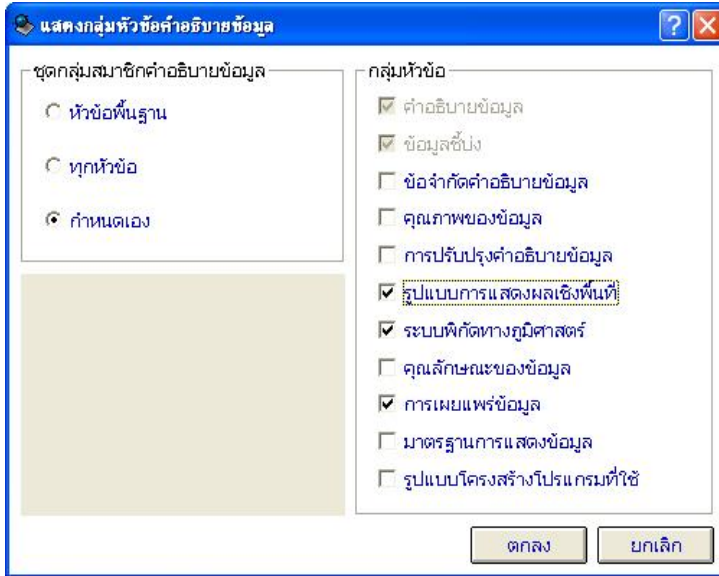 แสดงกลุ่มหัวข้อคำอธิบายข้อมูล
ชุดกลุ่มสมาชิกคำอธิบายข้อมูล
หัวข้อพื้นฐาน
ทุกหัวข้อ
กำหนดเอง
กลุ่มหัวข้อ
คำอธิบายข้อมูล
ข้อมูลชี้บ่ง
ข้อจำกัดคำอธิบายข้อมูล
คุณภาพของข้อมูล
การปรับปรุงคำอธิบายข้อมูล
รูปแบบการแสดงผลเชิงพื้นที่
ระบบพิกัดทางภูมิศาสตร์
คุณลักษณะของข้อมูล
การเผยแพร่ข้อมูล
มาตรฐานการแสดงข้อมูล
รูปแบบโครงสร้างโปรแกรมที่ใช้
ตกลง
ยกเลิก